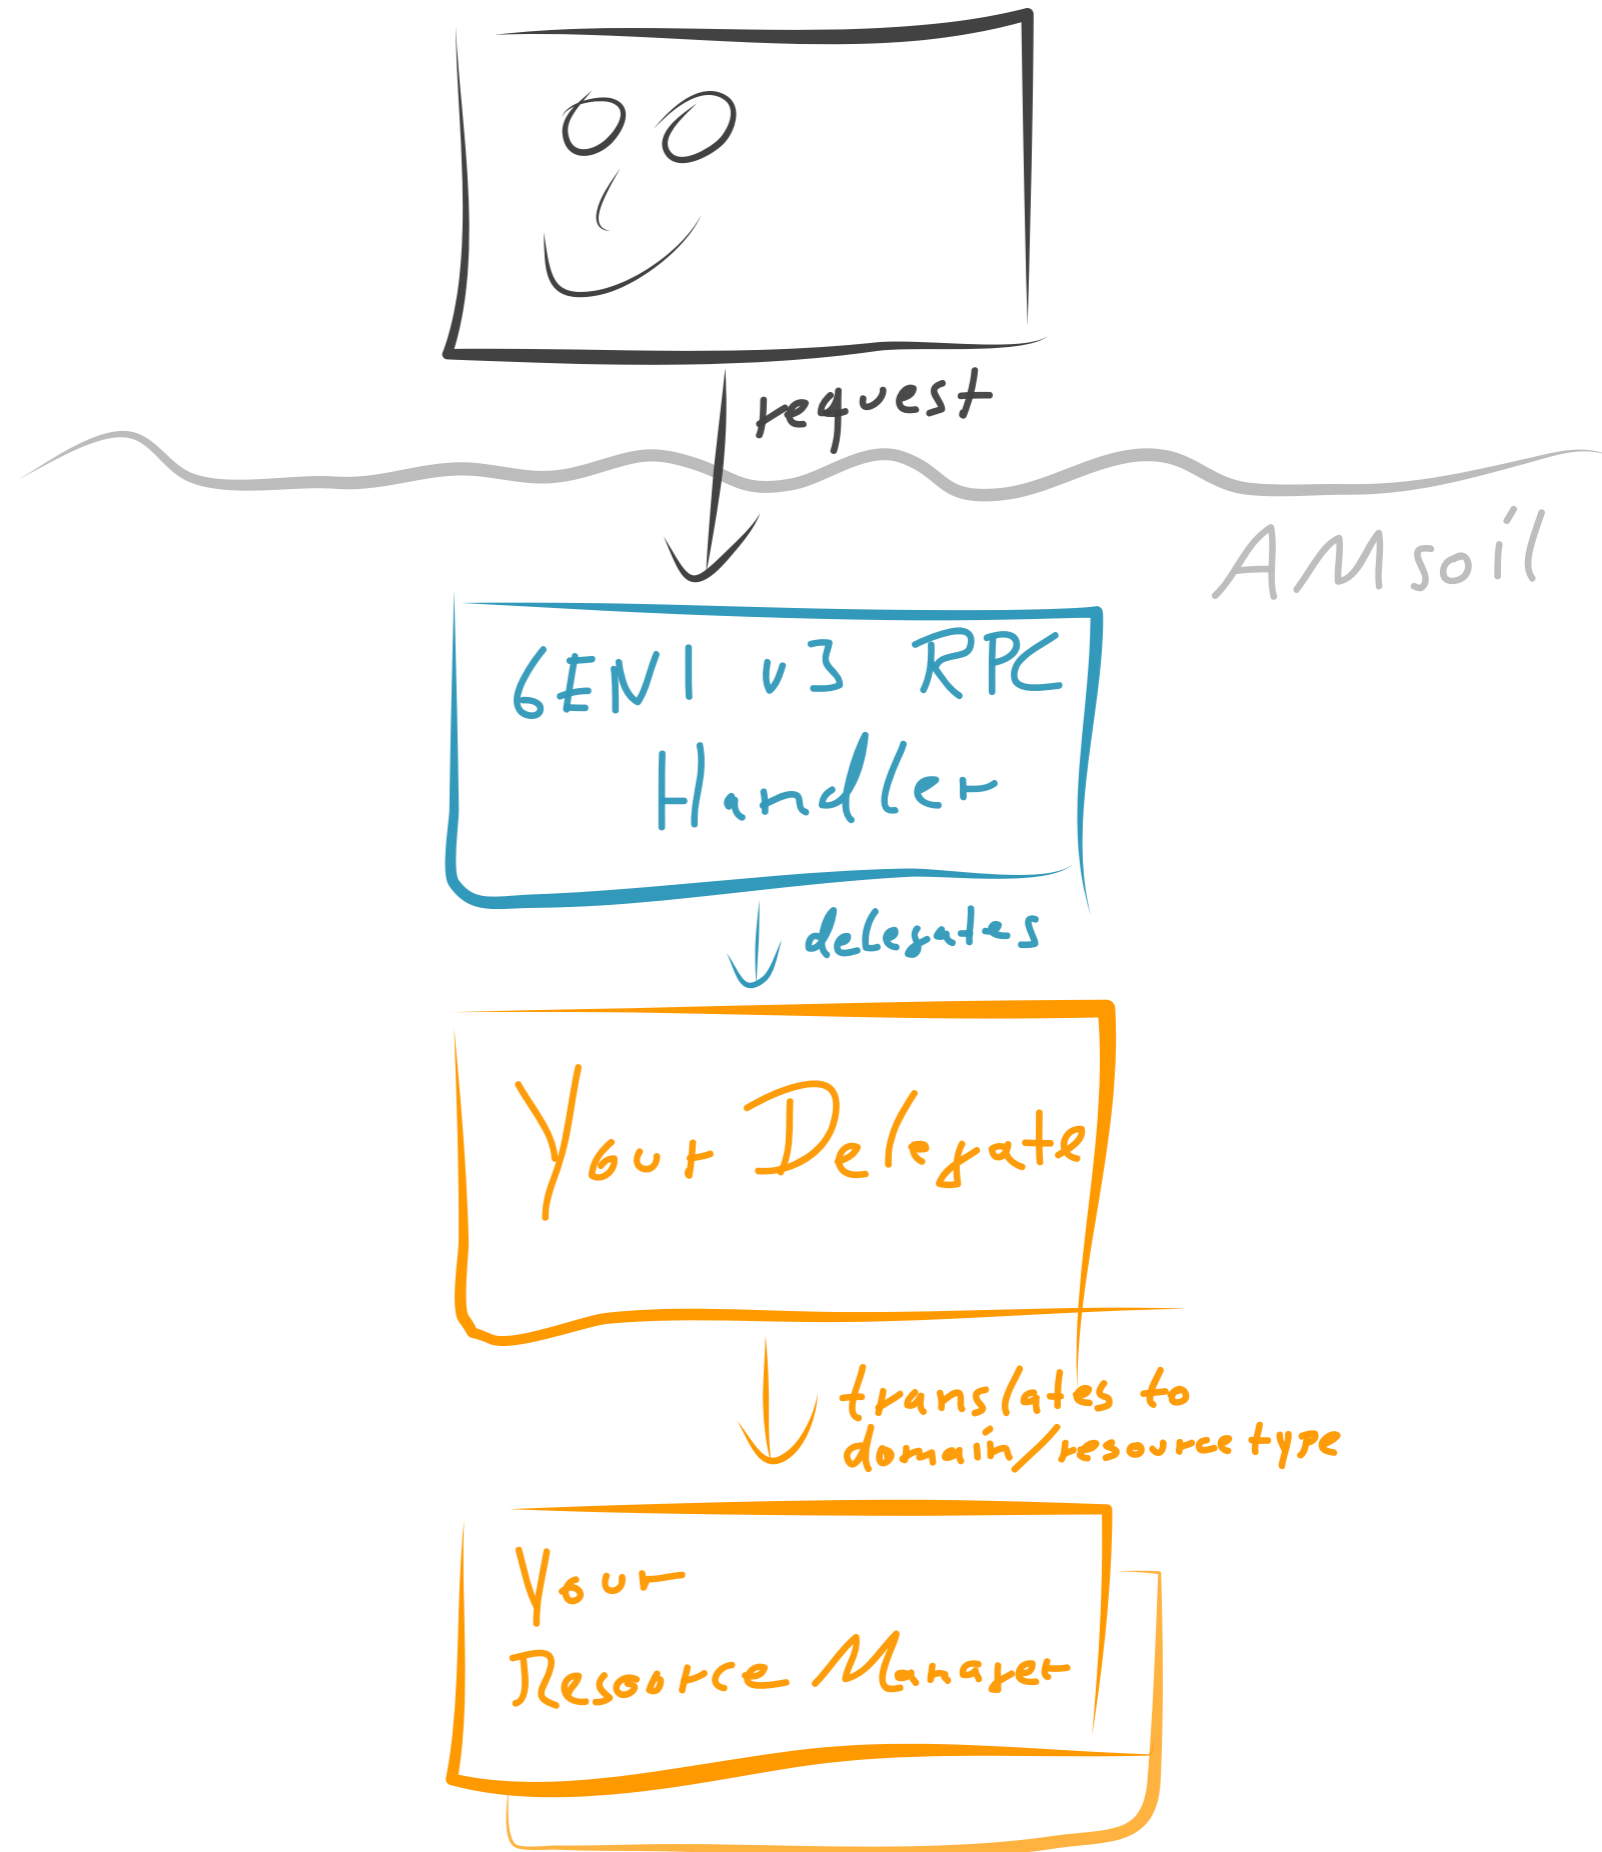 request
AMsoil
GENI v3 RPC
Handler
delegates
Your Delegate
translates to
domain/resource type
Your
Resource Manager